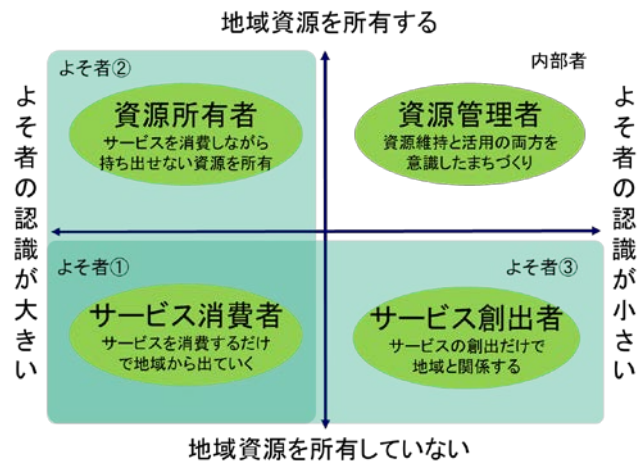 地域資源を所有する
よそ者②
内部者
資源所有者
サービスを消費しながら
持ち出せない資源を所有
資源管理者
資源維持と活用の両方を
意識したまちづくり
よそ者の認識が大きい
よそ者の認識が小さい
よそ者①
よそ者③
サービス消費者
サービスを消費するだけ
で地域から出ていく
サービス創出者
サービスの創出だけで
地域と関係する
地域資源を所有していない